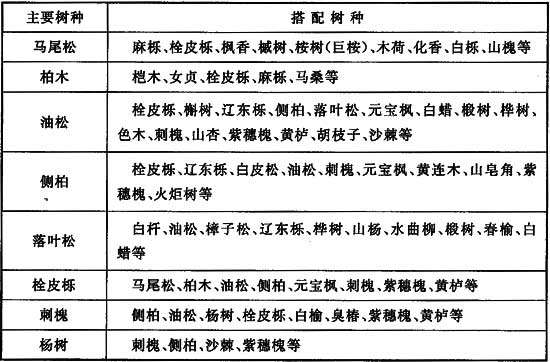 主要树种 搭配树种
马尾松 麻栎、栓皮栎、枫香、槭树、桉树(巨桉)、木荷、化香、白栎、山槐等
柏木 桤木、女贞、栓皮栎、麻栎、马桑等
油松 栓皮栎、槲树、辽东栎、侧柏、落叶松、元宝枫、白蜡、椴树、桦树、
色木、刺槐、山杏、紫穗槐、黄栌、胡枝子、沙棘等
侧柏 栓皮栎、辽东栎、白皮松、油松、刺槐、元宝枫、黄连木、山皂角、紫
穗槐、火炬树等
落叶松 白杆、油松、樟子松、辽东栎、桦树、山杨、水曲柳、椴树、春榆、白
蜡等
栓皮栎 马尾松、柏木、油松、侧柏、元宝枫、刺槐、紫穗槐、黄栌等
刺槐 侧柏、油松、杨树、栓皮栎、白榆、臭椿、紫穗槐、黄栌等
杨树 刺槐、侧柏、沙棘、紫穗槐等